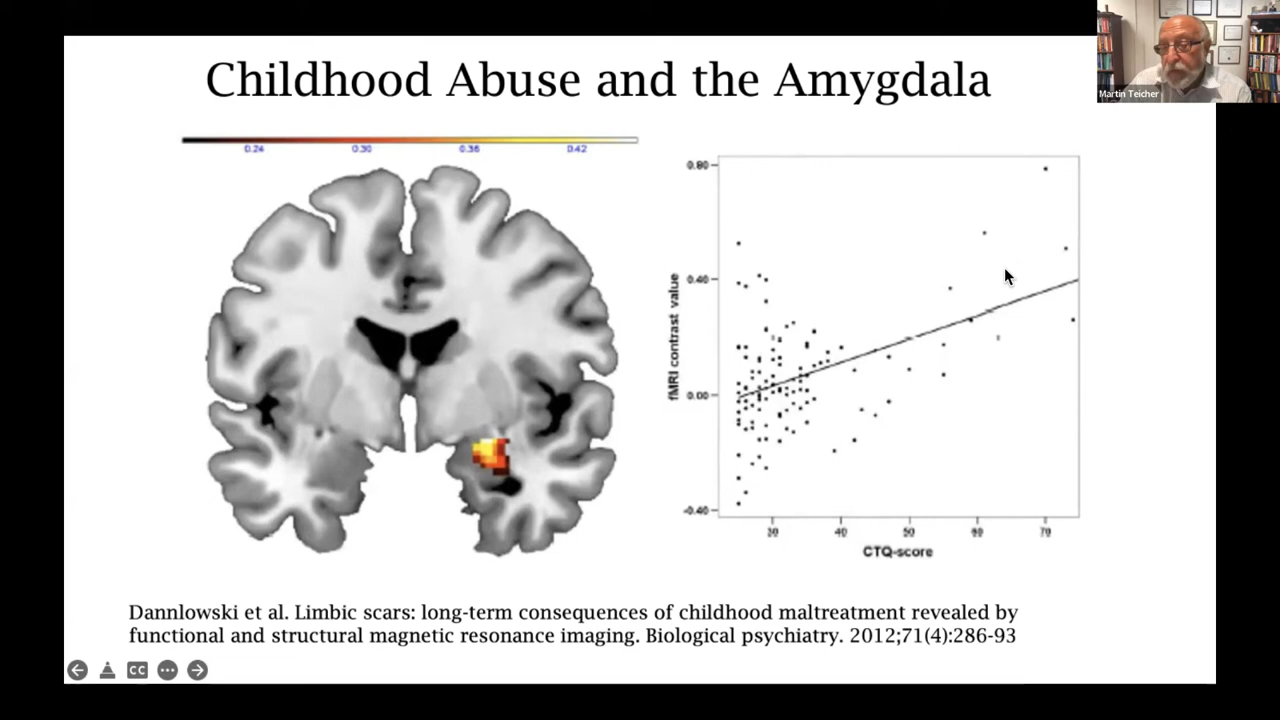 Childhood Abuse and the Amygdala
Martin Teicher
0.24 0.30 0.36 0.42
0.80
0.40
0.00
-0.40
fMRI contrast value
30 40 50 60 70
CTQ-score
Dannlowski et al. Limbic scars: long-term consequences of childhood maltreatment revealed by
functional and structural magnetic resonance imaging. Biological psychiatry. 2012;71(4):286-93
CC